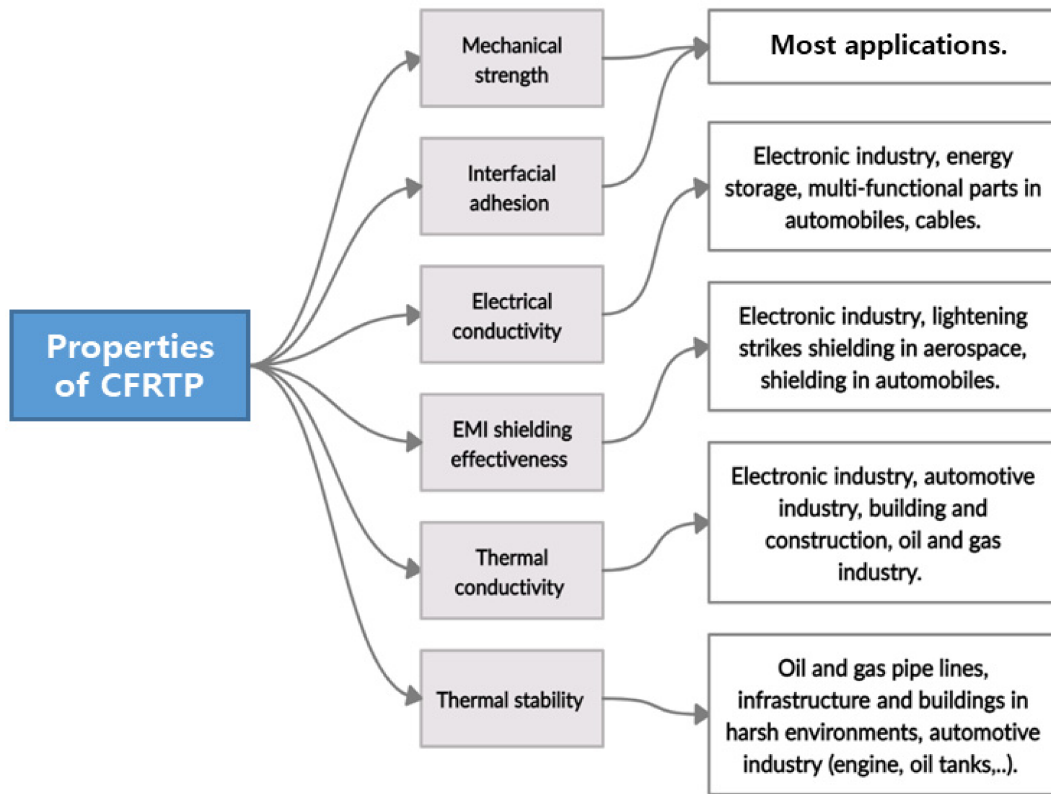 Properties
of CFRTP
Mechanical
strength
Interfacial
adhesion
Electrical
conductivity
EMI shielding
effectiveness
Thermal
conductivity
Thermal stability
Most applications.
Electronic industry, energy
storage, multi-functional parts in
automobiles, cables.
Electronic industry, lightening
strikes shielding in aerospace,
shielding in automobiles.
Electronic industry, automotive
industry, building and
construction, oil and gas
industry.
Oil and gas pipe lines,
infrastructure and buildings in
harsh environments, automotive
industry (engine, oil tanks,..).